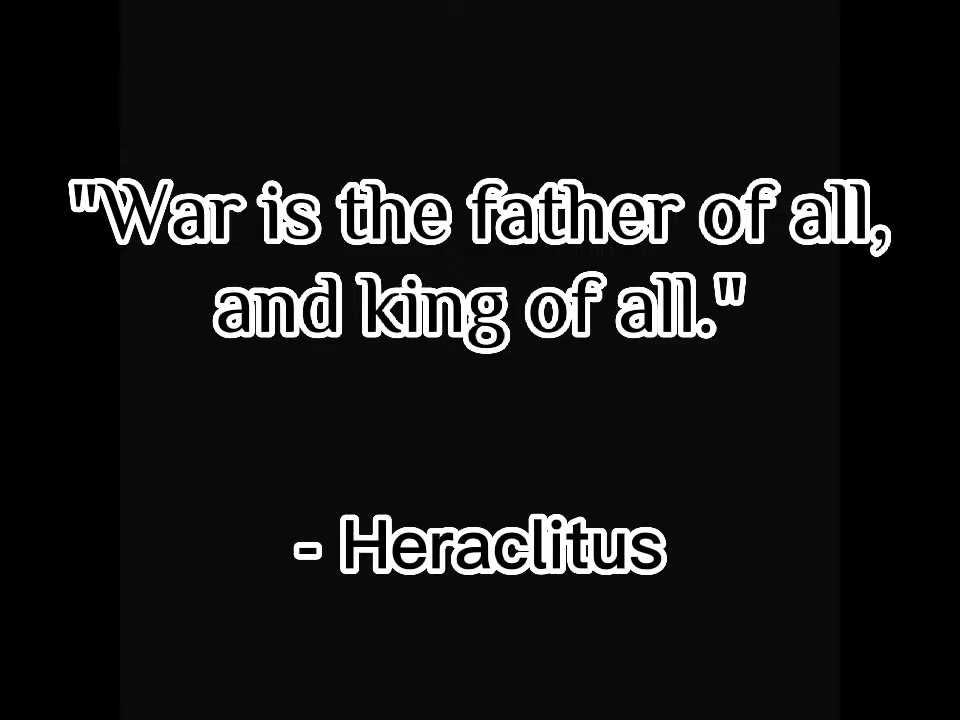 "War is the father of all,
and king of all."
- Heraclitus